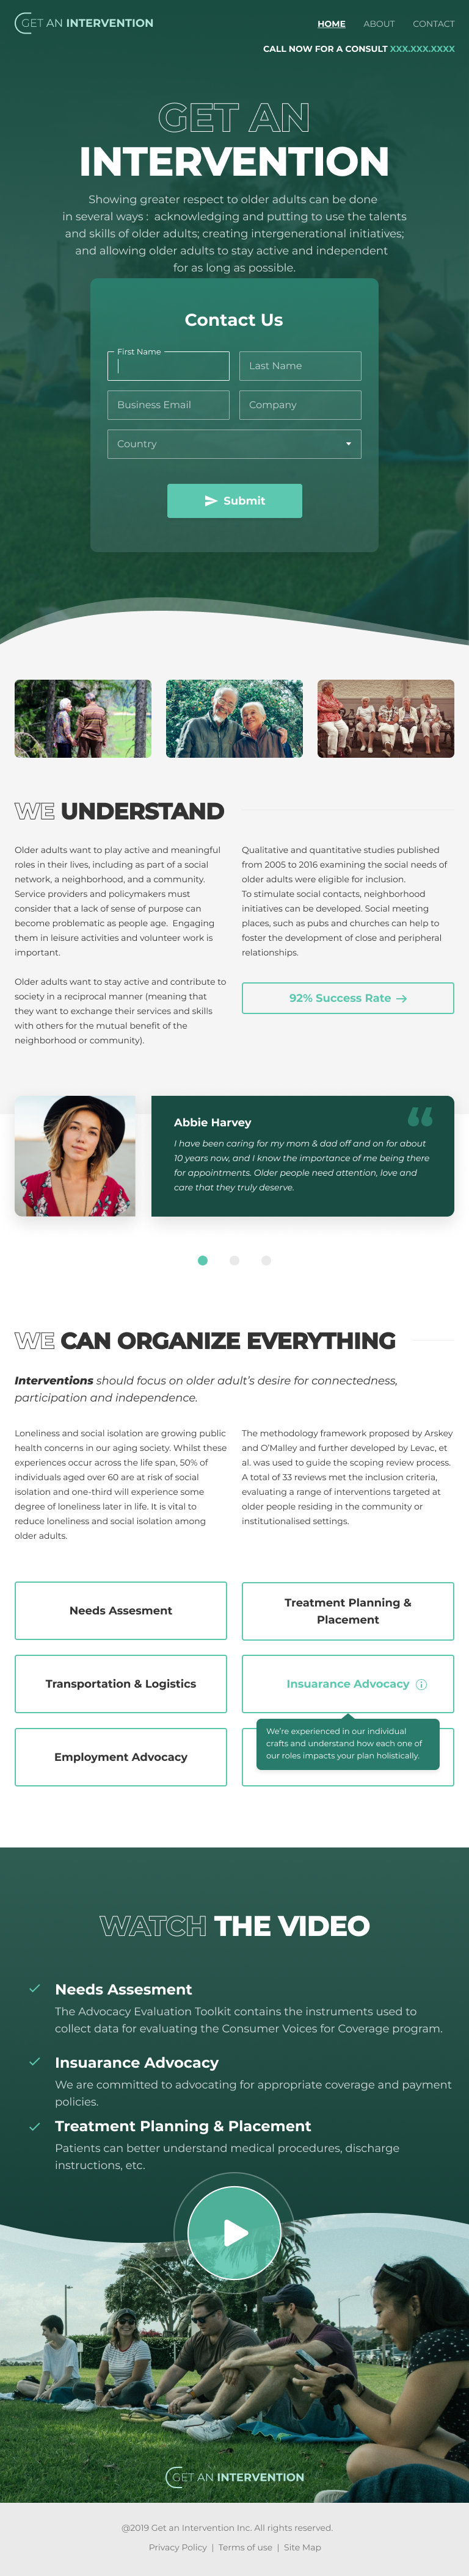 GET AN INTERVENTION
HOME ABOUT CONTACT
CALL NOW FOR A CONSULT XXX.XXX.XXXX
GET AN
INTERVENTION
Showing greater respect to older adults can be done
in several ways : acknowledging and putting to use the talents
and skills of older adults; creating intergenerational initiatives;
and allowing older adults to stay active and independent
for as long as possible.
Contact Us
First Name
Last Name
Business Email
Company
Country
Submit
WE UNDERSTAND
Older adults want to play active and meaningful
roles in their lives, including as part of a social
network, a neighborhood, and a community.
Service providers and policymakers must
consider that a lack of sense of purpose can
become problematic as people age. Engaging
them in leisure activities and volunteer work is
important.
Older adults want to stay active and contribute to
society in a reciprocal manner (meaning that
they want to exchange their services and skills
with others for the mutual benefit of the
neighborhood or community).
Qualitative and quantitative studies published
from 2005 to 2016 examining the social needs of
older adults were eligible for inclusion.
To stimulate social contacts, neighborhood
initiatives can be developed. Social meeting
places, such as pubs and churches can help to
foster the development of close and peripheral
relationships.
92% Success Rate →
Abbie Harvey
“
I have been caring for my mom & dad off and on for about
10 years now, and I know the importance of me being there
for appointments. Older people need attention, love and
care that they truly deserve.
WE CAN ORGANIZE EVERYTHING
Interventions should focus on older adult’s desire for connectedness,
participation and independence.
Loneliness and social isolation are growing public
health concerns in our aging society. Whilst these
experiences occur across the life span, 50% of
individuals aged over 60 are at risk of social
isolation and one-third will experience some
degree of loneliness later in life. It is vital to
reduce loneliness and social isolation among
older adults.
The methodology framework proposed by Arskey
and O’Malley and further developed by Levac, et
al. was used to guide the scoping review process.
A total of 33 reviews met the inclusion criteria,
evaluating a range of interventions targeted at
older people residing in the community or
institutionalised settings.
Needs Assesment
Treatment Planning &
Placement
Transportation & Logistics
Insuarance Advocacy
Employment Advocacy
We’re experienced in our individual
crafts and understand how each one of
our roles impacts your plan holistically.
WATCH THE VIDEO
Needs Assesment
The Advocacy Evaluation Toolkit contains the instruments used to
collect data for evaluating the Consumer Voices for Coverage program.
Insuarance Advocacy
We are committed to advocating for appropriate coverage and payment
policies.
Treatment Planning & Placement
Patients can better understand medical procedures, discharge
instructions, etc.
GET AN INTERVENTION
@2019 Get an Intervention Inc. All rights reserved.
Privacy Policy | Terms of use | Site Map